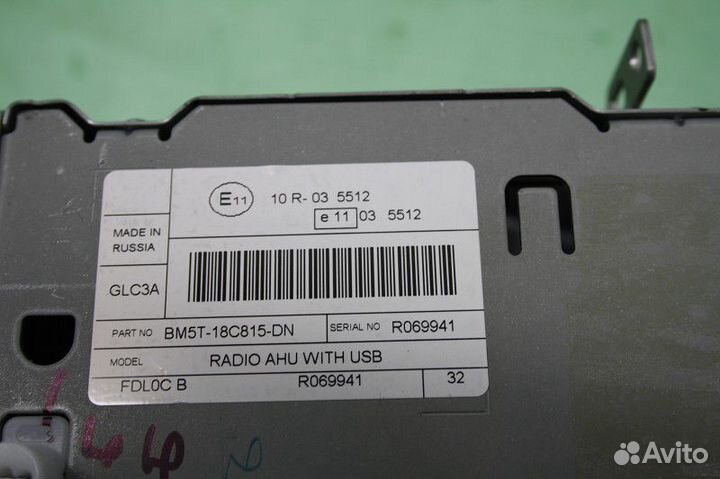 E11 10 R- 03 5512
e 11 03 5512
MADE IN
RUSSIA
GLC3A
PART NO BM5T-18C815-DN SERIAL NO R069941
MODEL RADIO AHU WITH USB
FDL0C B R069941 32
44
Avito